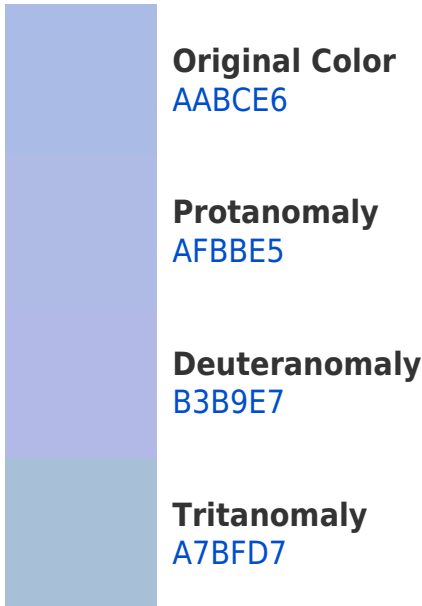 Original Color
AABCE6
Protanomaly
AFBBE5
Deuteranomaly
B3B9E7
Tritanomaly
A7BFD7